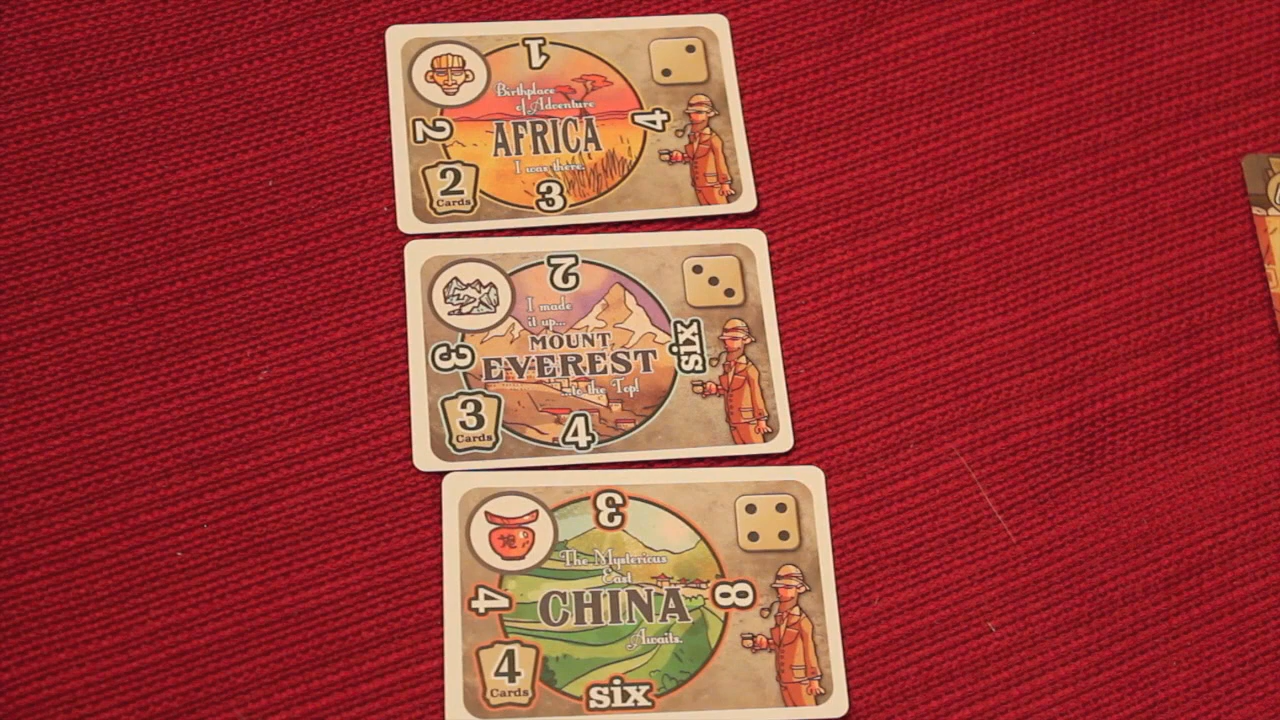 1
Birthplace
of Adventure
2
AFRICA
4
I was there.
2
Cards
3
2
I made
it up...
MOUNT
3
EVEREST
six
...to the Top!
3
Cards
4
3
The Mysterious
East
4
CHINA
8
Awaits.
4
Cards
six